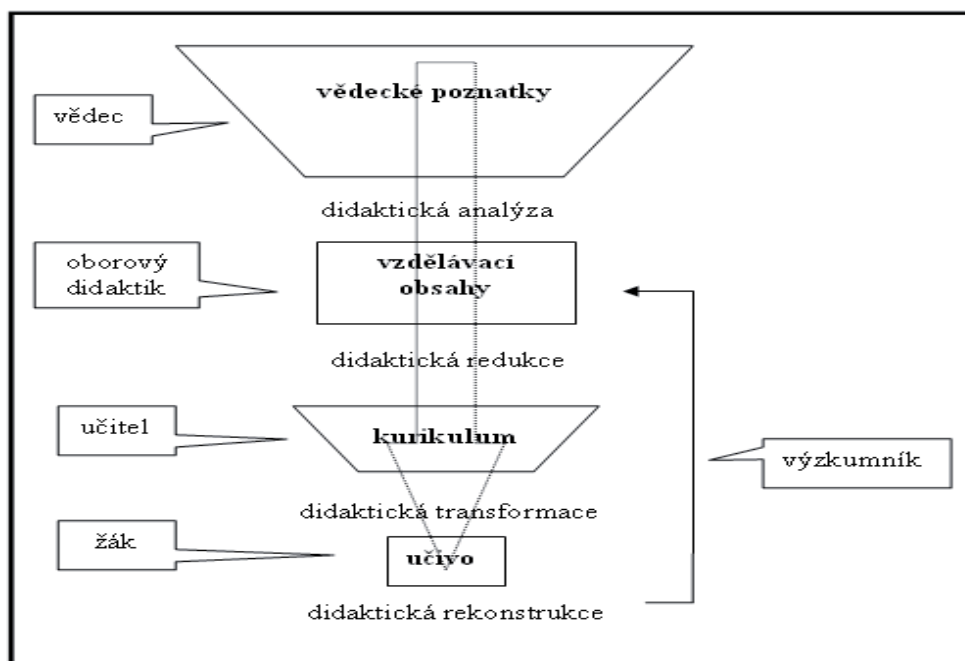 vědecké poznatky
vědec
didaktická analýza
oborový
didaktik
vzdělávací
obsahy
didaktická redukce
učitel
kurikulum
výzkumník
didaktická transformace
žák
učivo
didaktická rekonstrukce